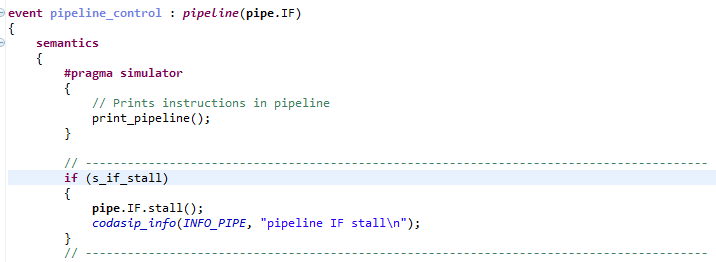 event pipeline_control : pipeline(pipe.IF)
{
    semantics
    {
        #pragma simulator
        {
            // Prints instructions in pipeline
            print_pipeline();
        }

        // ----------------------------------------------------------------------------------------
        if (s_if_stall)
        {
            pipe.IF.stall();
            codasip_info(INFO_PIPE, "pipeline IF stall\n");
        }
        // ----------------------------------------------------------------------------------------